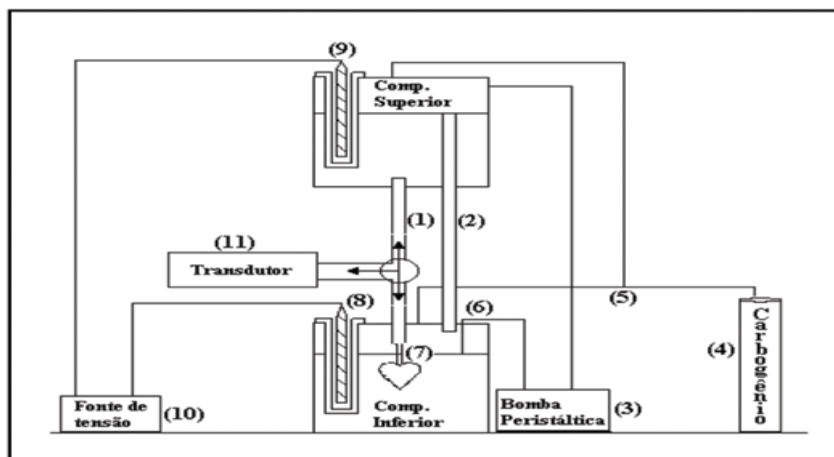 (9)
Comp.
Superior
(1)
(2)
(11)
Transdutor
(8)
(6)
(5)
(7)
(4)
Carbogênio
Fonte de
tensão
(10)
Comp.
Inferior
Bomba
Peristáltica
(3)